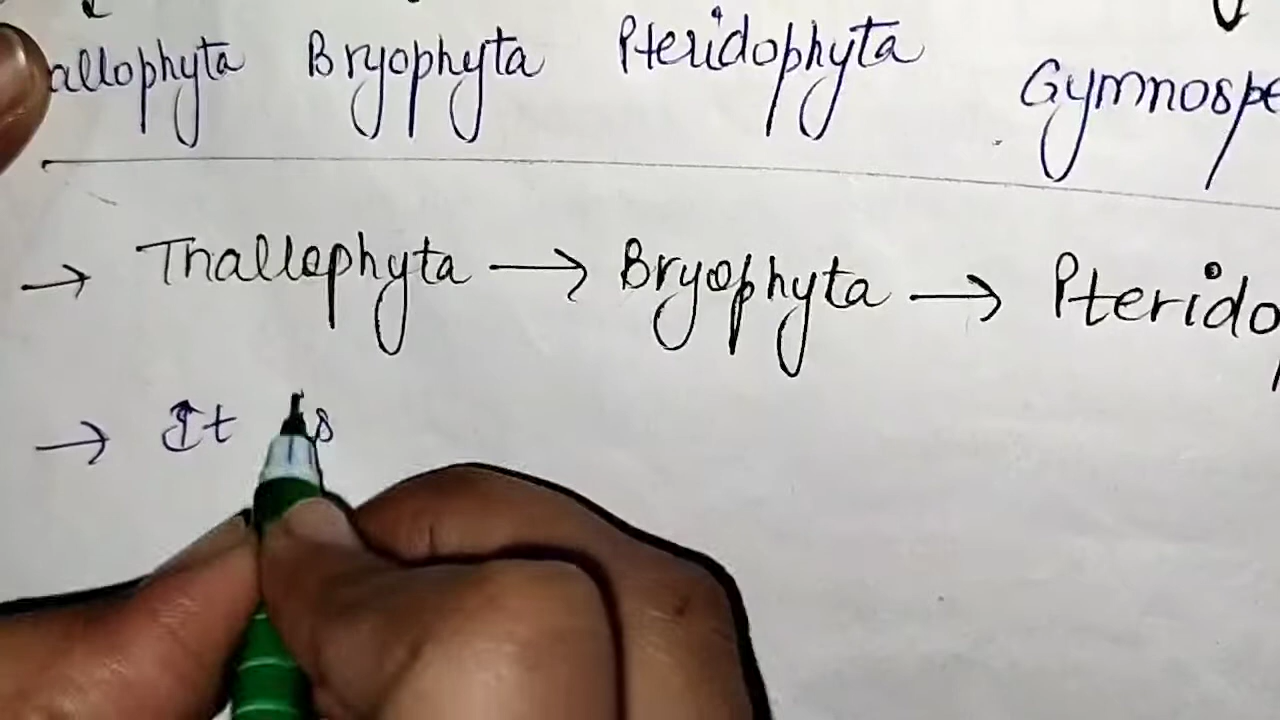 allophyta Bryophyta Pteridophyta Gymnospe
→ Thallophyta → Bryophyta → Pterido
→ It is